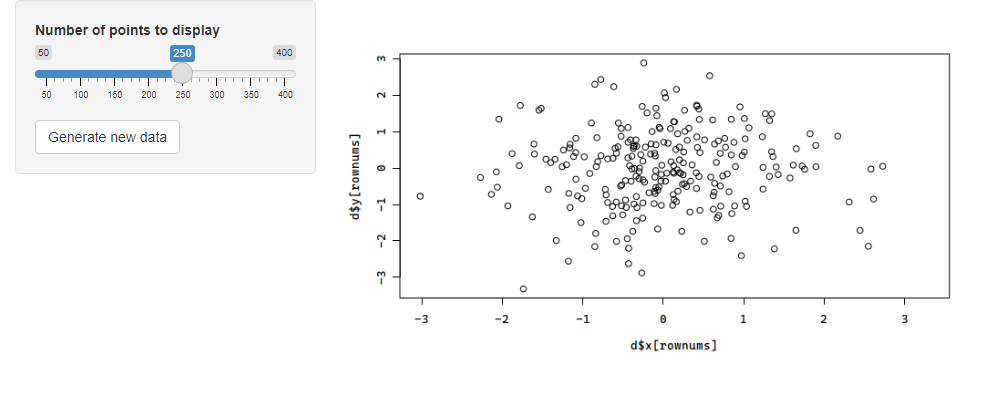 Number of points to display
50 250 400
50 100 150 200 250 300 350 400
Generate new data
d$y[rownums]
3
2
1
0
−1
−2
−3
−3 −2 −1 0 1 2 3
d$x[rownums]